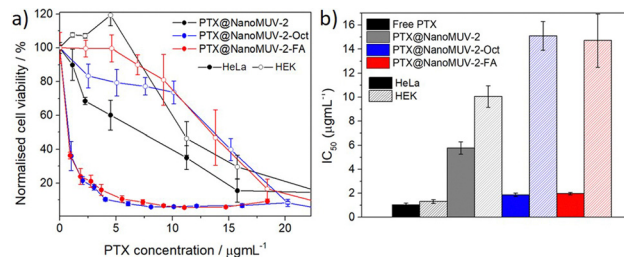 a)
PTX@NanoMUV-2
PTX@NanoMUV-2-Oct
PTX@NanoMUV-2-FA
HeLa
HEK
Normalised cell viability / %
120
100
80
60
40
20
0
5
10
15
20
PTX concentration / µgmL⁻¹
b)
Free PTX
PTX@NanoMUV-2
PTX@NanoMUV-2-Oct
PTX@NanoMUV-2-FA
HeLa
HEK
IC₅₀ (µgmL⁻¹)
16
14
12
10
8
6
4
2
0